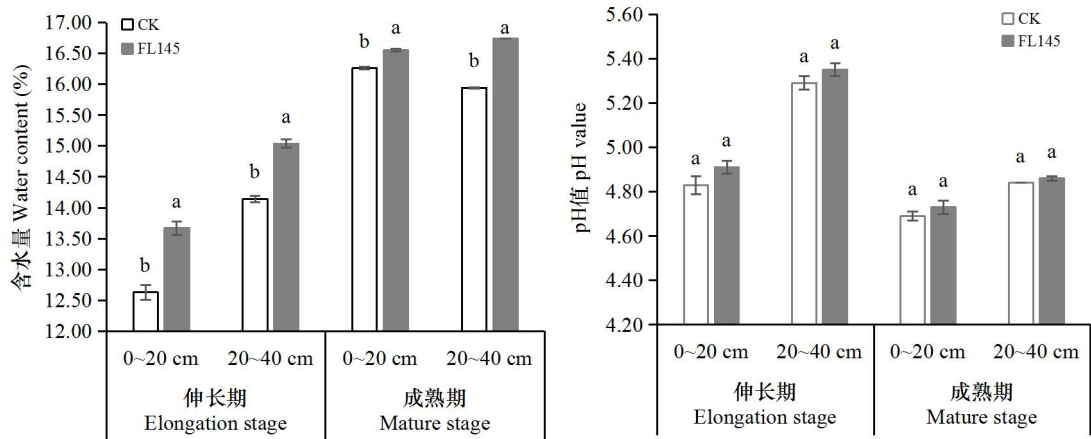 含水量 Water content (%)
17.00
16.50
16.00
15.50
15.00
14.50
14.00
13.50
13.00
12.50
12.00
CK
FL145
b
a
b
a
b
a
b
a
0~20 cm
20~40 cm
0~20 cm
20~40 cm
伸长期
Elongation stage
成熟期
Mature stage
pH值 pH value
5.60
5.40
5.20
5.00
4.80
4.60
4.40
4.20
CK
FL145
a
a
a
a
a
a
a
a
0~20 cm
20~40 cm
0~20 cm
20~40 cm
伸长期
Elongation stage
成熟期
Mature stage